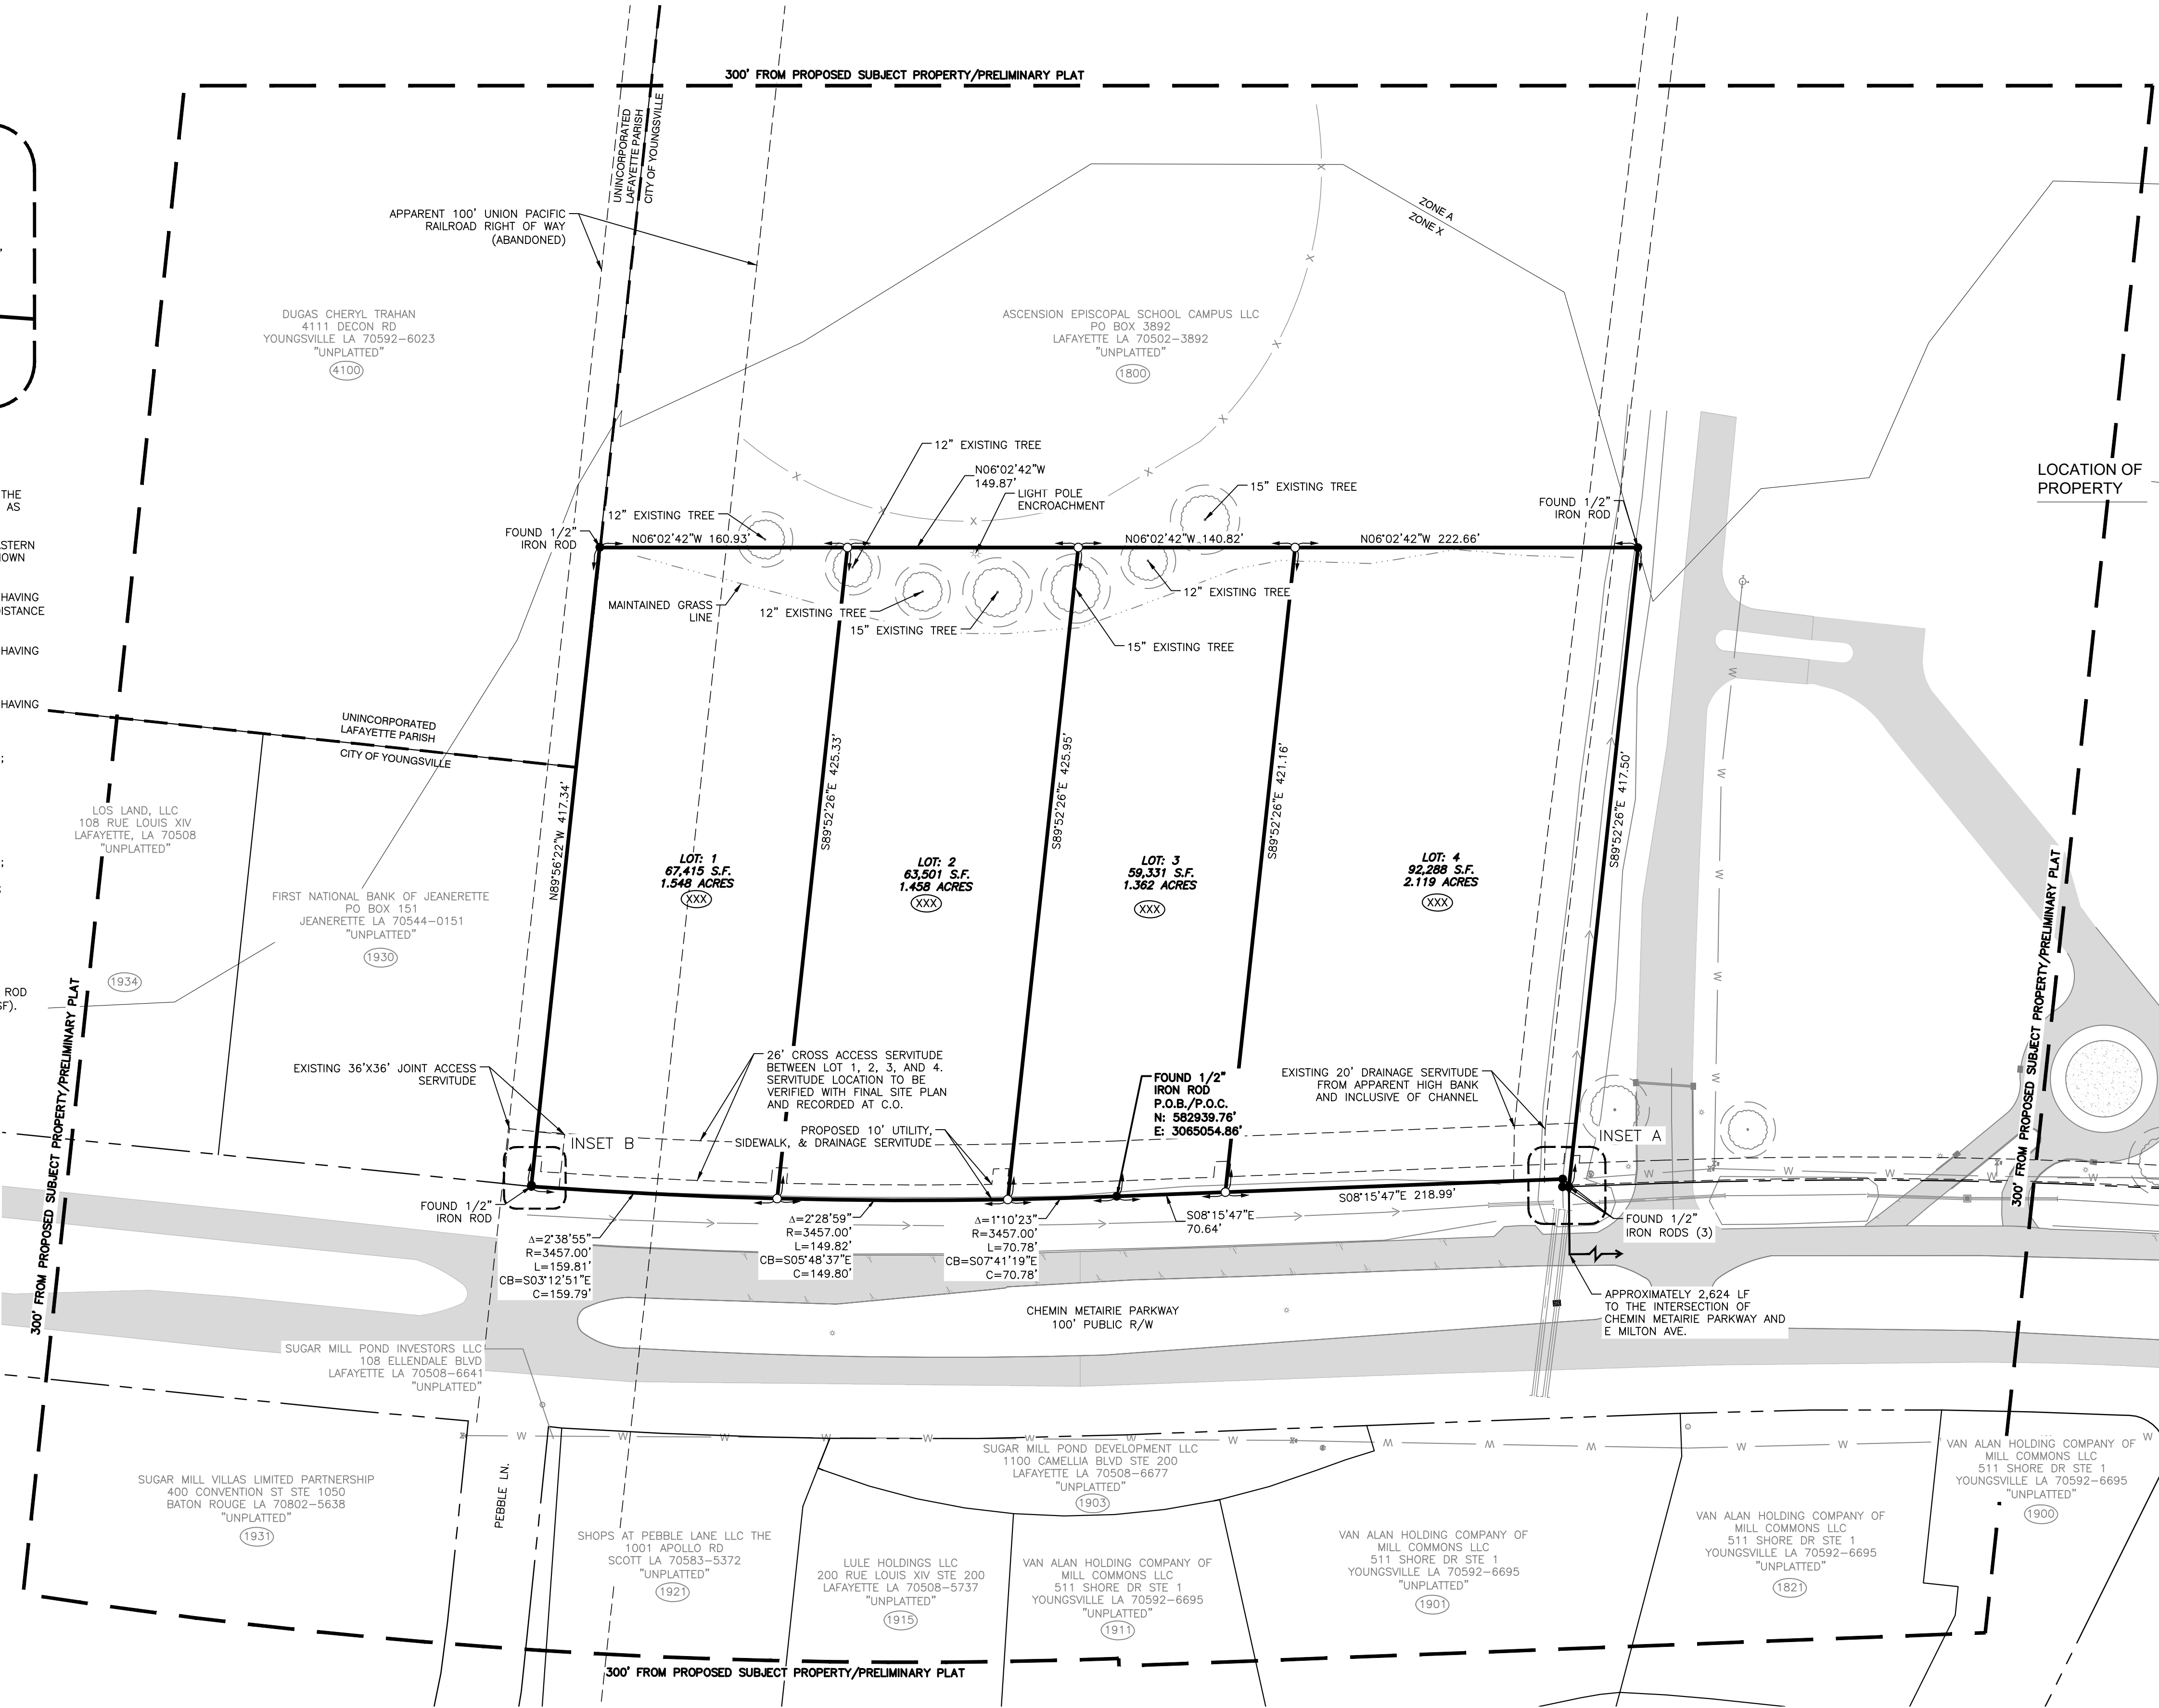 300' FROM PROPOSED SUBJECT PROPERTY/PRELIMINARY PLAT
UNINCORPORATED
LAFAYETTE PARISH
CITY OF YOUNGSVILLE
APPARENT 100' UNION PACIFIC
RAILROAD RIGHT OF WAY
(ABANDONED)
ZONE A
ZONE X
DUGAS CHERYL TRAHAN
4111 DECON RD
YOUNGSVILLE LA 70592-6023
"UNPLATTED"
4100
ASCENSION EPISCOPAL SCHOOL CAMPUS LLC
PO BOX 3892
LAFAYETTE LA 70502-3892
"UNPLATTED"
1800
12" EXISTING TREE
N06°02'42"W
149.87'
LIGHT POLE
ENCROACHMENT
15" EXISTING TREE
LOCATION OF
PROPERTY
THE
AS
STERN
OWN
HAVING
ISTANCE
HAVING
HAVING
;
;
ROD
SF).
12" EXISTING TREE
FOUND 1/2"
IRON ROD
N06°02'42"W 160.93'
N06°02'42"W 140.82'
N06°02'42"W 222.66'
FOUND 1/2"
IRON ROD
MAINTAINED GRASS
LINE
12" EXISTING TREE
15" EXISTING TREE
12" EXISTING TREE
15" EXISTING TREE
UNINCORPORATED
LAFAYETTE PARISH
CITY OF YOUNGSVILLE
N89°56'22"W 417.34'
S89°52'26"E 425.33'
S89°52'26"E 425.95'
S89°52'26"E 421.16'
S89°52'26"E 417.50'
LOS LAND, LLC
108 RUE LOUIS XIV
LAFAYETTE, LA 70508
"UNPLATTED"
1934
FIRST NATIONAL BANK OF JEANERETTE
PO BOX 151
JEANERETTE LA 70544-0151
"UNPLATTED"
1930
LOT: 1
67,415 S.F.
1.548 ACRES
XXX
LOT: 2
63,501 S.F.
1.458 ACRES
XXX
LOT: 3
59,331 S.F.
1.362 ACRES
XXX
LOT: 4
92,288 S.F.
2.119 ACRES
XXX
300' FROM PROPOSED SUBJECT PROPERTY/PRELIMINARY PLAT
300' FROM PROPOSED SUBJECT PROPERTY/PRELIMINARY PLAT
EXISTING 36'X36' JOINT ACCESS
SERVITUDE
26' CROSS ACCESS SERVITUDE
BETWEEN LOT 1, 2, 3, AND 4.
SERVITUDE LOCATION TO BE
VERIFIED WITH FINAL SITE PLAN
AND RECORDED AT C.O.
PROPOSED 10' UTILITY,
SIDEWALK, & DRAINAGE SERVITUDE
FOUND 1/2"
IRON ROD
P.O.B./P.O.C.
N: 582939.76'
E: 3065054.86'
EXISTING 20' DRAINAGE SERVITUDE
FROM APPARENT HIGH BANK
AND INCLUSIVE OF CHANNEL
INSET B
INSET A
FOUND 1/2"
IRON ROD
Δ=2°38'55"
R=3457.00'
L=159.81'
CB=S03°12'51"E
C=159.79'
Δ=2°28'59"
R=3457.00'
L=149.82'
CB=S05°48'37"E
C=149.80'
Δ=1°10'23"
R=3457.00'
L=70.78'
CB=S07°41'19"E
C=70.78'
S08°15'47"E
70.64'
S08°15'47"E 218.99'
FOUND 1/2"
IRON RODS (3)
CHEMIN METAIRIE PARKWAY
100' PUBLIC R/W
APPROXIMATELY 2,624 LF
TO THE INTERSECTION OF
CHEMIN METAIRIE PARKWAY AND
E MILTON AVE.
SUGAR MILL POND INVESTORS LLC
108 ELLENDALE BLVD
LAFAYETTE LA 70508-6641
"UNPLATTED"
SUGAR MILL VILLAS LIMITED PARTNERSHIP
400 CONVENTION ST STE 1050
BATON ROUGE LA 70802-5638
"UNPLATTED"
1931
PEBBLE LN.
SHOPS AT PEBBLE LANE LLC THE
1001 APOLLO RD
SCOTT LA 70583-5372
"UNPLATTED"
1921
LULE HOLDINGS LLC
200 RUE LOUIS XIV STE 200
LAFAYETTE LA 70508-5737
"UNPLATTED"
1915
SUGAR MILL POND DEVELOPMENT LLC
1100 CAMELLIA BLVD STE 200
LAFAYETTE LA 70508-6677
"UNPLATTED"
1903
VAN ALAN HOLDING COMPANY OF
MILL COMMONS LLC
511 SHORE DR STE 1
YOUNGSVILLE LA 70592-6695
"UNPLATTED"
1911
VAN ALAN HOLDING COMPANY OF
MILL COMMONS LLC
511 SHORE DR STE 1
YOUNGSVILLE LA 70592-6695
"UNPLATTED"
1901
VAN ALAN HOLDING COMPANY OF
MILL COMMONS LLC
511 SHORE DR STE 1
YOUNGSVILLE LA 70592-6695
"UNPLATTED"
1821
VAN ALAN HOLDING COMPANY OF
MILL COMMONS LLC
511 SHORE DR STE 1
YOUNGSVILLE LA 70592-6695
"UNPLATTED"
1900
300' FROM PROPOSED SUBJECT PROPERTY/PRELIMINARY PLAT